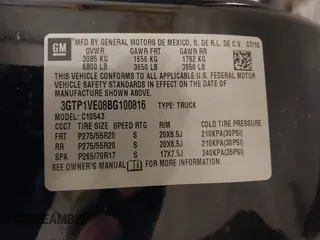 GM MFD BY GENERAL MOTORS DE MEXICO, S. DE R.L. DE C.V. 07/10
GVWR GAWR FRT GAWR RR
3085 KG 1656 KG 1792 KG
6800 LB 3650 LB 3950 LB
THIS VEHICLE CONFORMS TO ALL APPLICABLE U.S. FEDERAL MOTOR
VEHICLE SAFETY STANDARDS IN EFFECT ON THE DATE OF
MANUFACTURE SHOWN ABOVE.
3GTP1VE08BG100816 TYPE: TRUCK
MODEL: C10543
CCC7 TIRE SIZE SPEED RTG RIM COLD TIRE PRESSURE
FRT P275/55R20 S 20X8.5J 210KPA(30PSI)
RR P275/55R20 S 20X8.5J 210KPA(30PSI)
SPA P265/70R17 S 17X7.5J 240KPA(35PSI)
SEE OWNER'S MANUAL FOR MORE INFORMATION